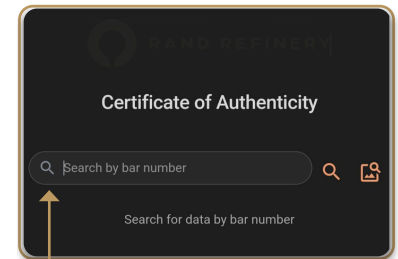 RAND REFINERY
Certificate of Authenticity
Search by bar number
Search for data by bar number